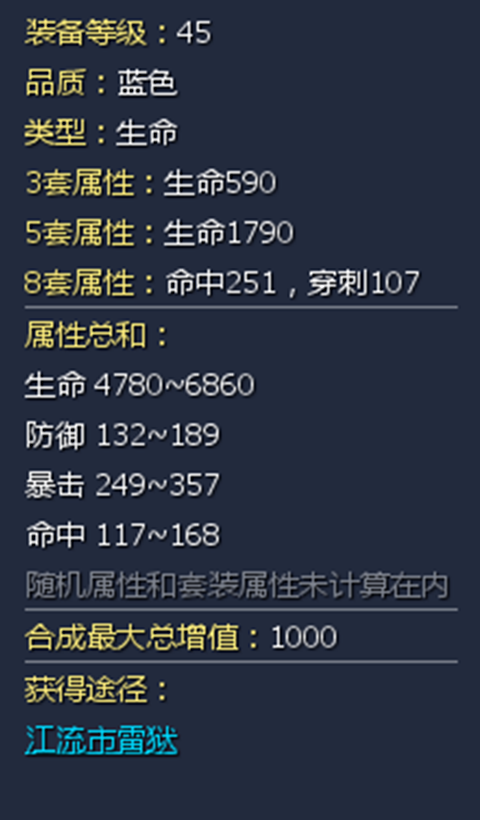 装备等级：45
品质：蓝色
类型：生命
3套属性：生命590
5套属性：生命1790
8套属性：命中251，穿刺107
属性总和：
生命 4780~6860
防御 132~189
暴击 249~357
命中 117~168
随机属性和套装属性未计算在内
合成最大总增值：1000
获得途径：
江流市雷狱